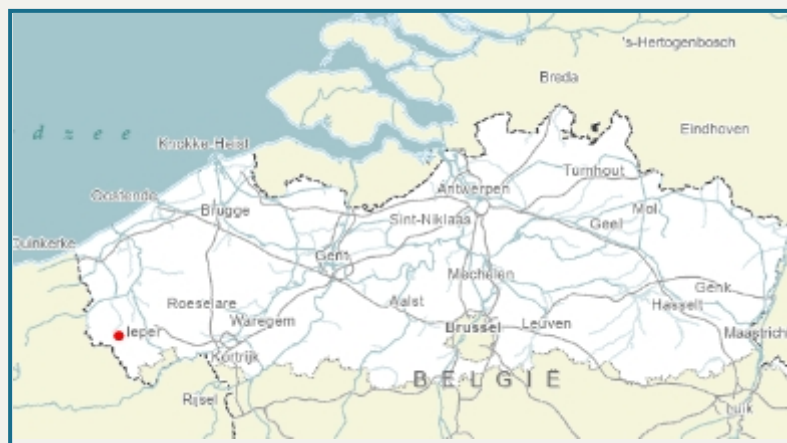 's-Hertogenbosch
Breda
d z e e
Eindhoven
Knokke-Heist
Turnhout
Antwerpen
Oostende
Mol
Brugge
Sint-Niklaas
Geel
Duinkerke
Gent
Mechelen
Genk
Roeselare
Aalst
Hasselt
Waregem
Brussel
Leuven
Ieper
Maastrich
Kortrijk
BELGIË
Rijsel
Luik